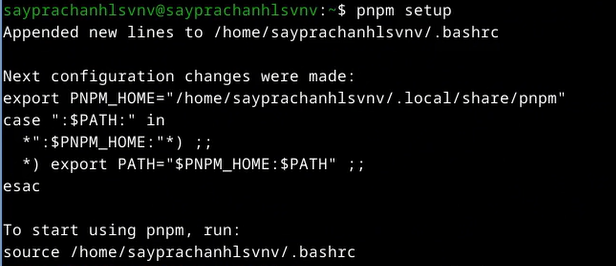 sayprachanhlsvnv@sayprachanhlsvnv:~$ pnpm setup
Appended new lines to /home/sayprachanhlsvnv/.bashrc

Next configuration changes were made:
export PNPM_HOME="/home/sayprachanhlsvnv/.local/share/pnpm"
case ":$PATH:" in
  *":$PNPM_HOME:"*) ;;
  *) export PATH="$PNPM_HOME:$PATH" ;;
esac

To start using pnpm, run:
source /home/sayprachanhlsvnv/.bashrc